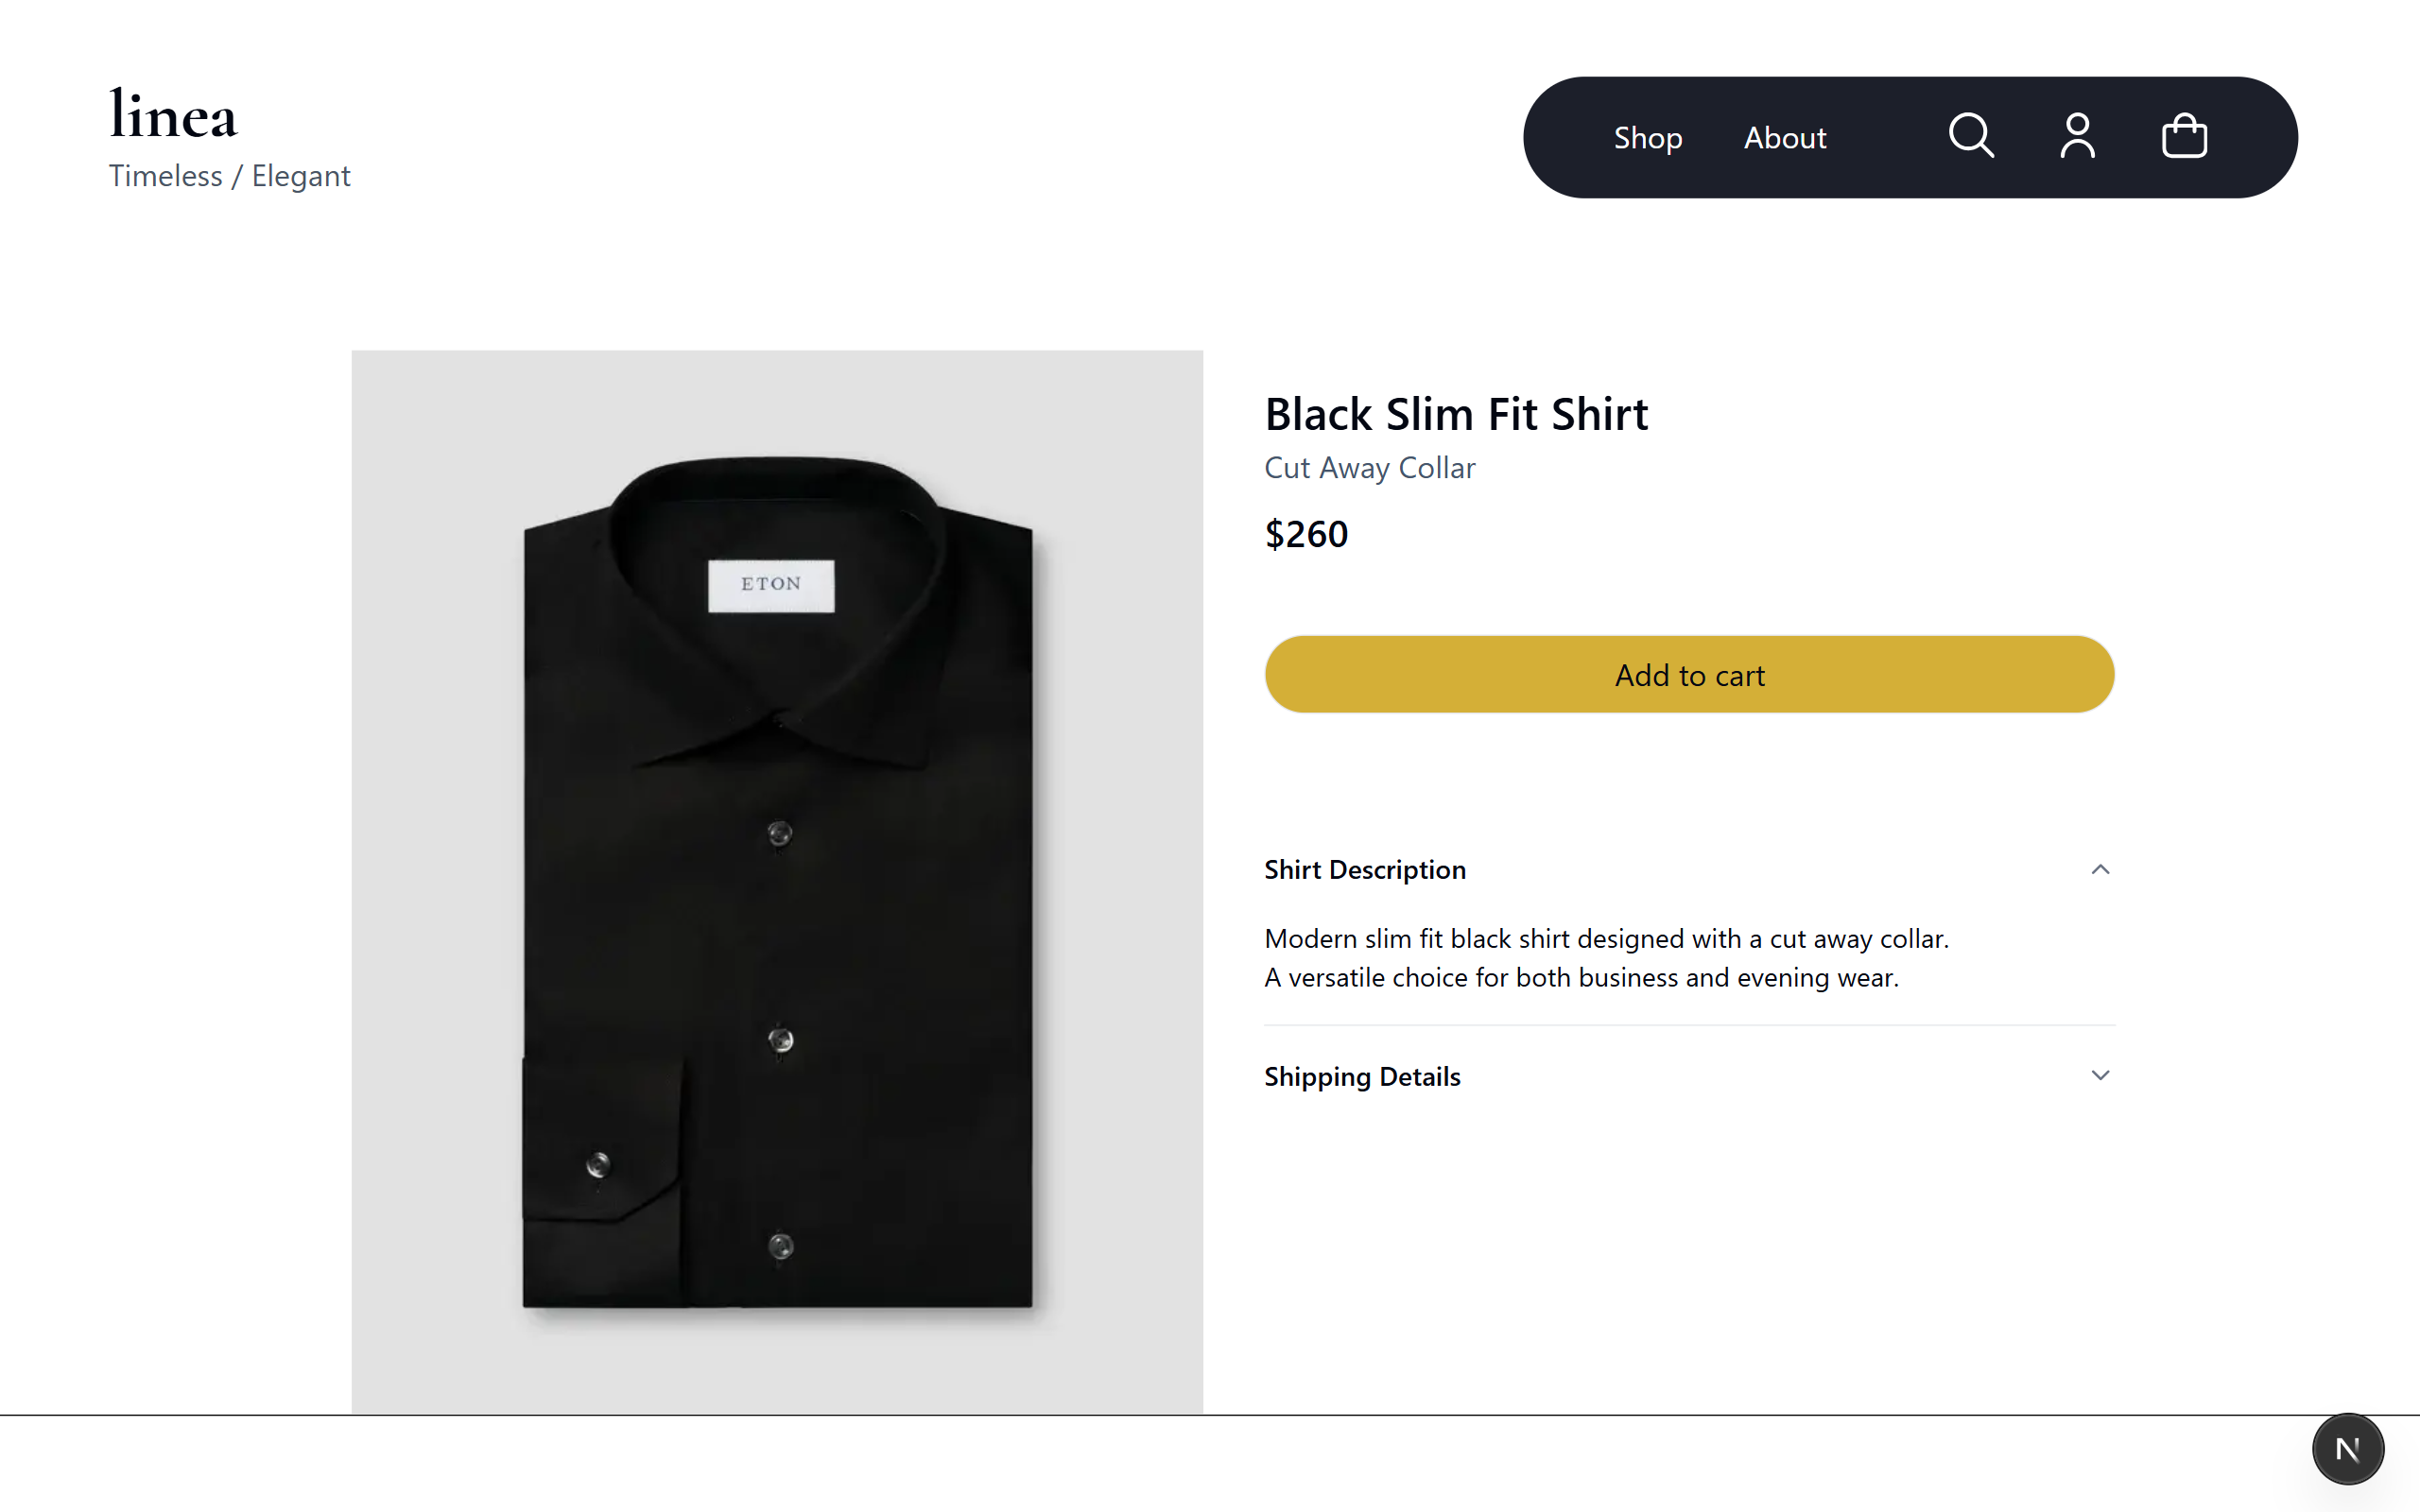 linea
Timeless / Elegant
Shop
About
ETON
Black Slim Fit Shirt
Cut Away Collar
$260
Add to cart
Shirt Description
Modern slim fit black shirt designed with a cut away collar.
A versatile choice for both business and evening wear.
Shipping Details
N